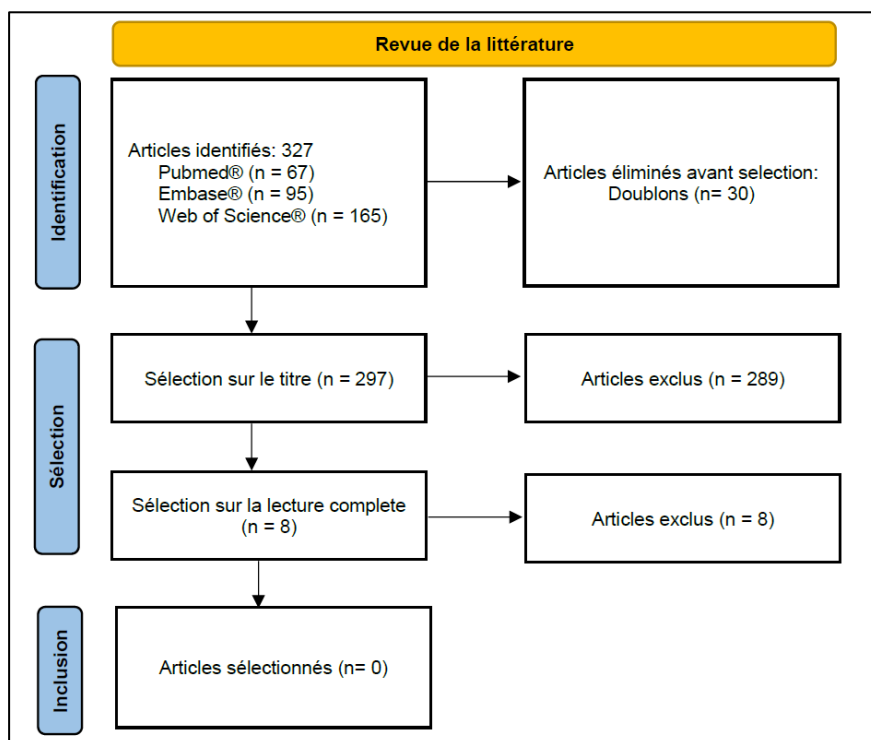 Revue de la littérature
Identification
Articles identifiés: 327
Pubmed® (n = 67)
Embase® (n = 95)
Web of Science® (n = 165)
Articles éliminés avant selection:
Doublons (n= 30)
Sélection
Sélection sur le titre (n = 297)
Articles exclus (n = 289)
Sélection sur la lecture complete
(n = 8)
Articles exclus (n = 8)
Inclusion
Articles sélectionnés (n= 0)